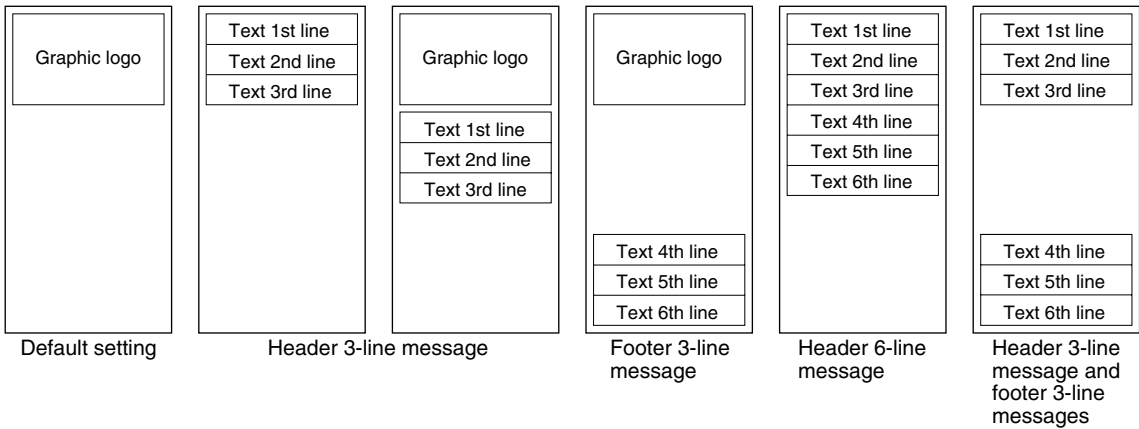 Graphic logo
Default setting
Text 1st line
Text 2nd line
Text 3rd line
Graphic logo
Text 1st line
Text 2nd line
Text 3rd line
Header 3-line message
Graphic logo
Text 4th line
Text 5th line
Text 6th line
Footer 3-line
message
Text 1st line
Text 2nd line
Text 3rd line
Text 4th line
Text 5th line
Text 6th line
Header 6-line
message
Text 1st line
Text 2nd line
Text 3rd line
Text 4th line
Text 5th line
Text 6th line
Header 3-line
message and
footer 3-line
messages